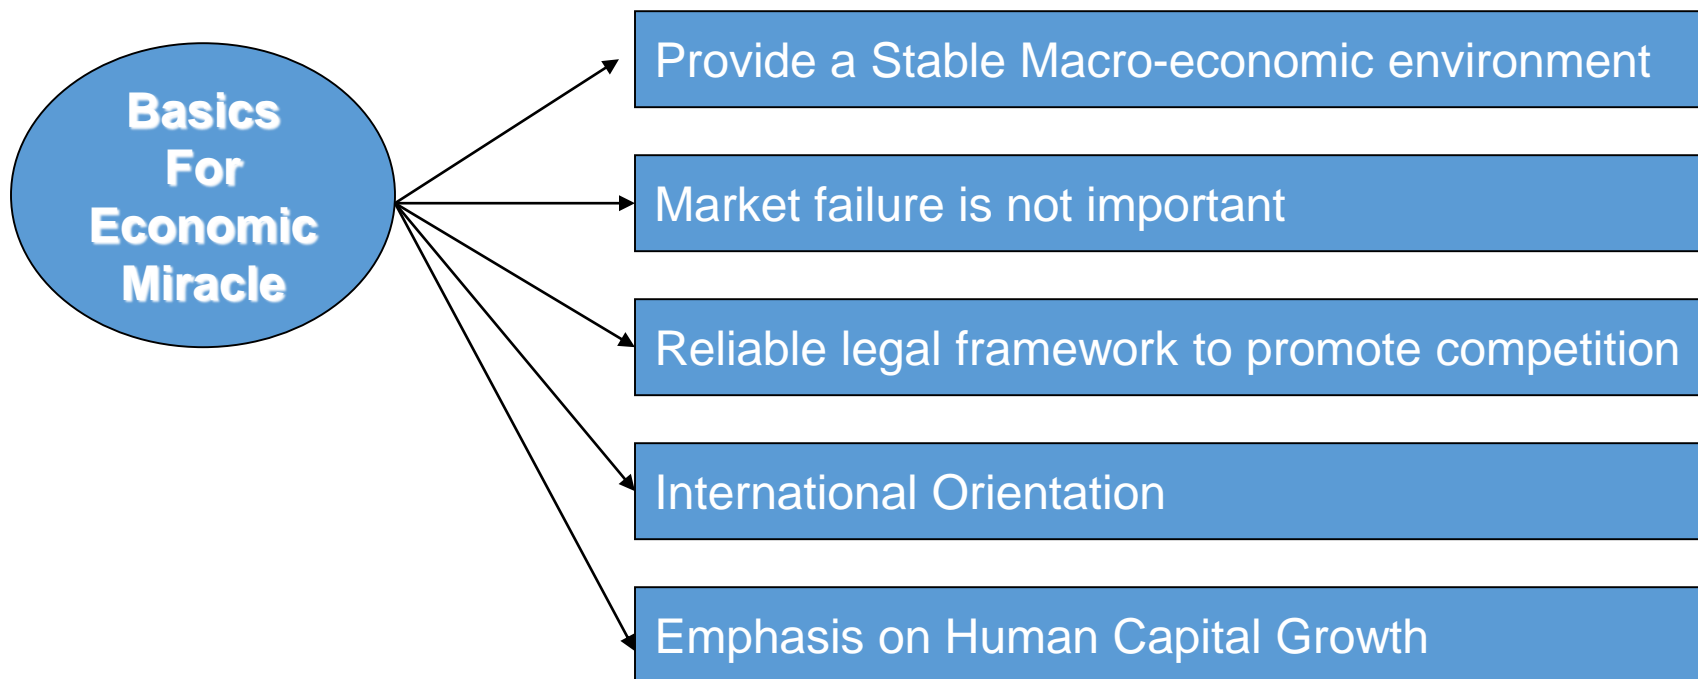 Basics
For
Economic
Miracle
Provide a Stable Macro-economic environment
Market failure is not important
Reliable legal framework to promote competition
International Orientation
Emphasis on Human Capital Growth